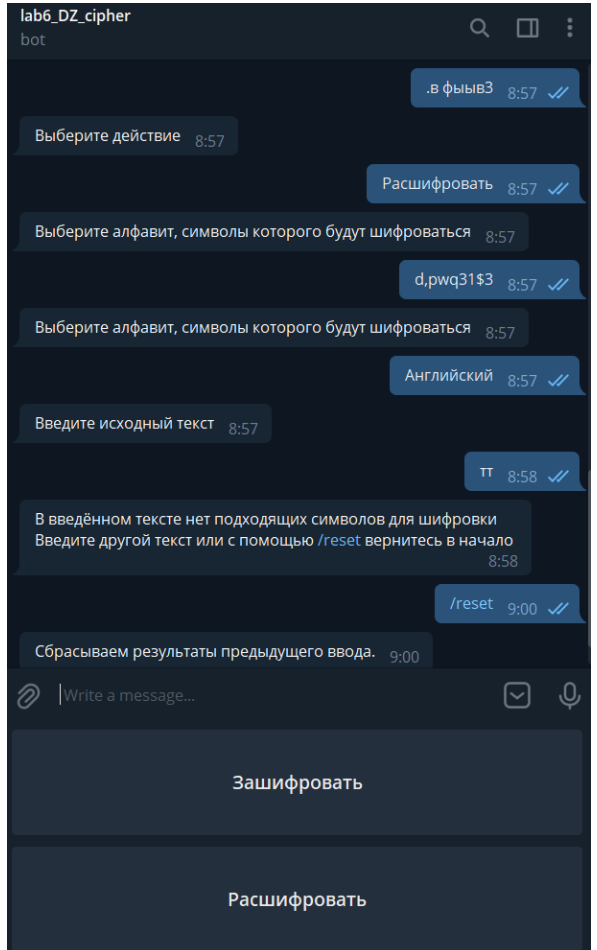 lab6_DZ_cipher
bot
.в фыывЗ 8:57
Выберите действие 8:57
Расшифровать 8:57
Выберите алфавит, символы которого будут шифроваться 8:57
d,pwq31$3 8:57
Выберите алфавит, символы которого будут шифроваться 8:57
Английский 8:57
Введите исходный текст 8:57
тт 8:58
В введённом тексте нет подходящих символов для шифровки
Введите другой текст или с помощью /reset вернитесь в начало
8:58
/reset 9:00
Сбрасываем результаты предыдущего ввода. 9:00
Write a message...
Зашифровать
Расшифровать